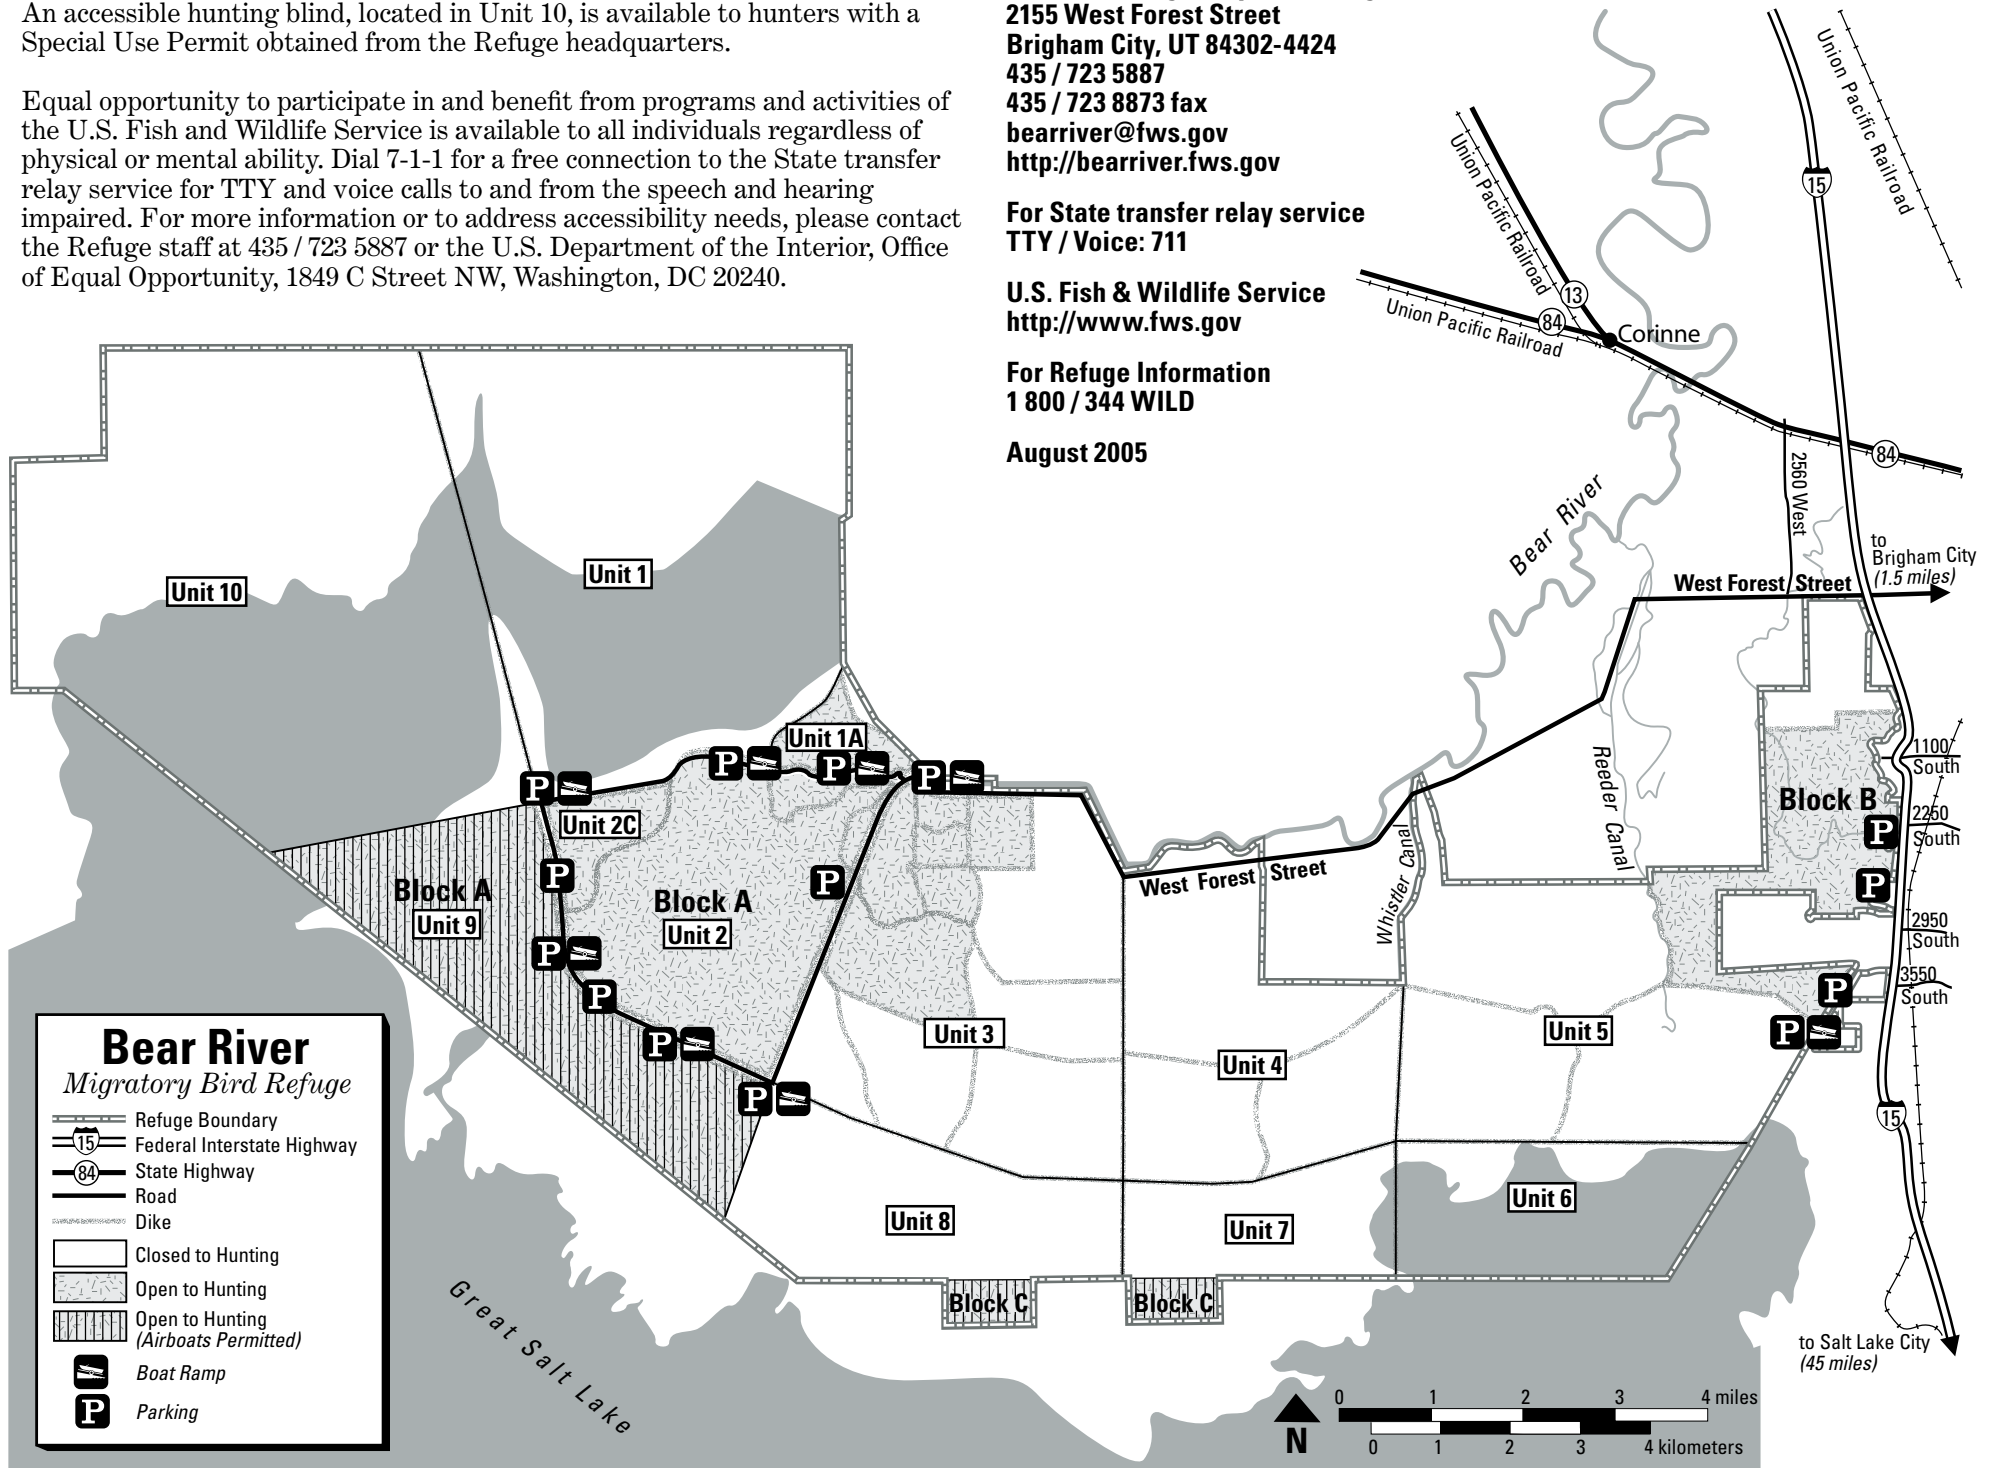 An accessible hunting blind, located in Unit 10, is available to hunters with a
Special Use Permit obtained from the Refuge headquarters.
Equal opportunity to participate in and benefit from programs and activities of
the U.S. Fish and Wildlife Service is available to all individuals regardless of
physical or mental ability. Dial 7-1-1 for a free connection to the State transfer
relay service for TTY and voice calls to and from the speech and hearing
impaired. For more information or to address accessibility needs, please contact
the Refuge staff at 435 / 723 5887 or the U.S. Department of the Interior, Office
of Equal Opportunity, 1849 C Street NW, Washington, DC 20240.
2155 West Forest Street
Brigham City, UT 84302-4424
435 / 723 5887
435 / 723 8873 fax
bearriver@fws.gov
http://bearriver.fws.gov
For State transfer relay service
TTY / Voice: 711
U.S. Fish & Wildlife Service
http://www.fws.gov
For Refuge Information
1 800 / 344 WILD
August 2005
Union Pacific Railroad
15
Union Pacific Railroad
13
84
Union Pacific Railroad
Corinne
84
2560 West
Bear River
to
Brigham City
(1.5 miles)
West Forest Street
Unit 10
Unit 1
Unit 1A
P
P
P
P
Unit 2C
P
P
Block A
Unit 9
Block A
Unit 2
P
P
P
P
Unit 3
Unit 4
Unit 5
Unit 6
Unit 7
Unit 8
Block C
Block C
West Forest Street
Whistler Canal
Reeder Canal
Block B
P
P
P
P
1100
South
2250
South
2950
South
3550
South
15
to Salt Lake City
(45 miles)
Great Salt Lake
Bear River
Migratory Bird Refuge
Refuge Boundary
15
Federal Interstate Highway
84
State Highway
Road
Dike
Closed to Hunting
Open to Hunting
Open to Hunting
(Airboats Permitted)
Boat Ramp
P
Parking
N
0 1 2 3 4 miles
0 1 2 3 4 kilometers